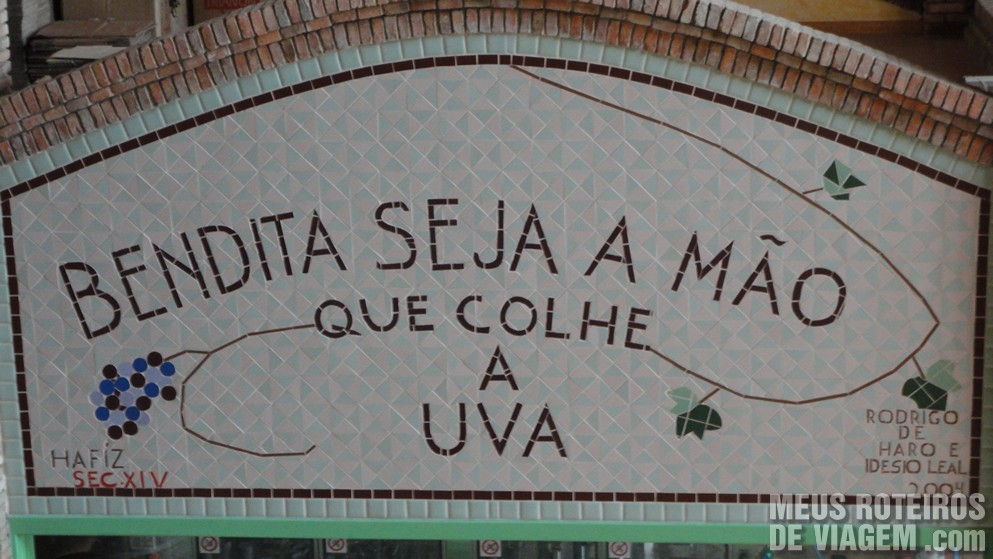 BENDITA SEJA A MÃO
QUE COLHE
A
UVA
HAFÍZ
SEC.XIV
RODRIGO
DE
HARO E
IDESIO LEAL
2004
MEUS ROTEIROS
DE VIAGEM .com